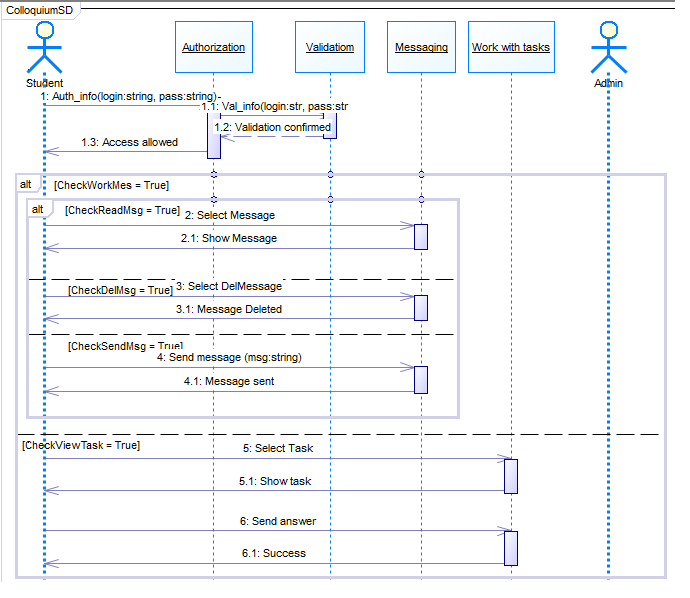 ColloquiumSD
Authorization
Validatiom
Messaging
Work with tasks
Student
Admin
1: Auth_info(login:string, pass:string)
1.1: Val_info(login:str, pass:str
1.2: Validation confirmed
1.3: Access allowed
alt
[CheckWorkMes = True]
alt
[CheckReadMsg = True]
2: Select Message
2.1: Show Message
[CheckDelMsg = True]
3: Select DelMessage
3.1: Message Deleted
[CheckSendMsg = True]
4: Send message (msg:string)
4.1: Message sent
[CheckViewTask = True]
5: Select Task
5.1: Show task
6: Send answer
6.1: Success